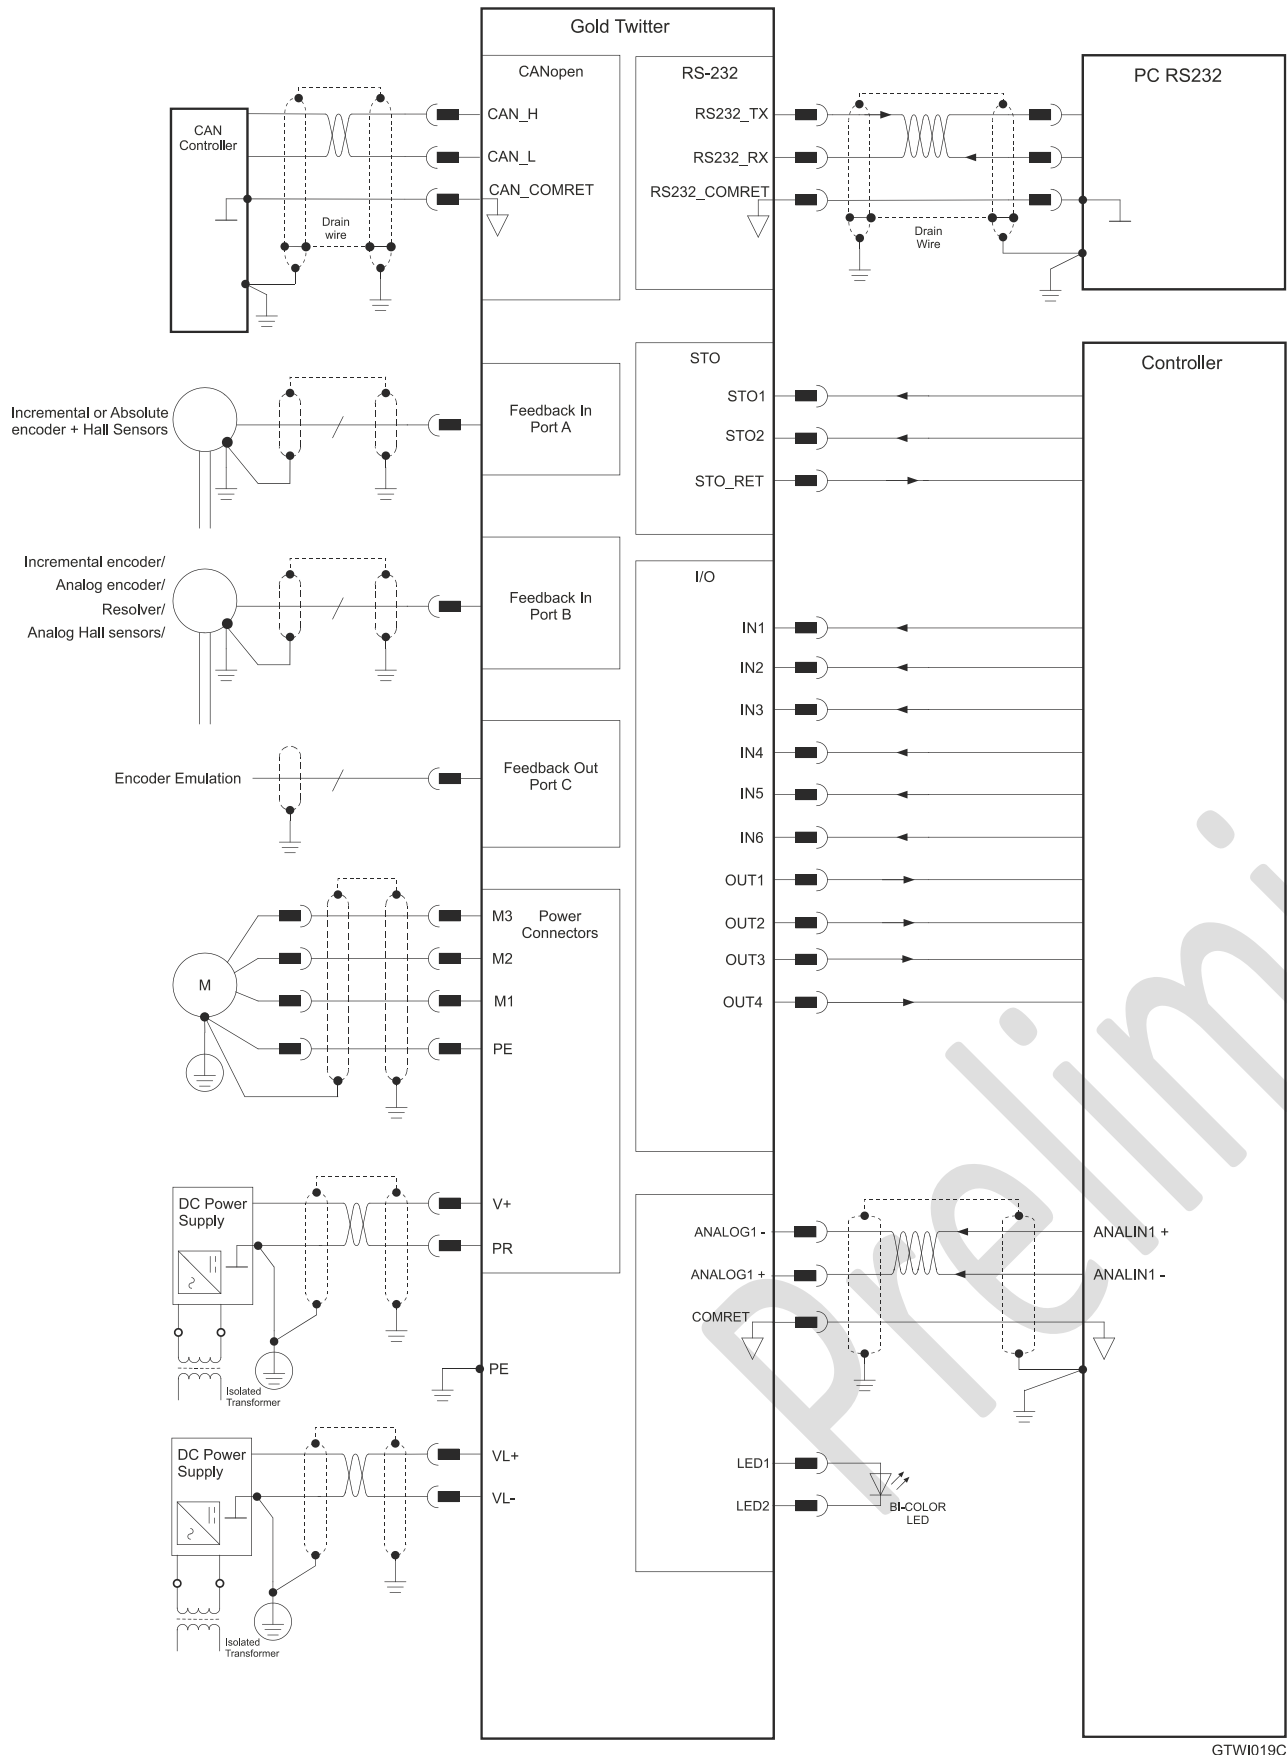 Gold Twitter
CANopen
RS-232
PC RS232
CAN
Controller
CAN_H
CAN_L
CAN_COMRET
Drain
wire
RS232_TX
RS232_RX
RS232_COMRET
Drain
Wire
Incremental or Absolute
encoder + Hall Sensors
Feedback In
Port A
STO
STO1
STO2
STO_RET
Controller
Incremental encoder/
Analog encoder/
Resolver/
Analog Hall sensors/
Feedback In
Port B
I/O
IN1
IN2
IN3
IN4
IN5
IN6
OUT1
OUT2
OUT3
OUT4
Encoder Emulation
Feedback Out
Port C
M
M3
M2
M1
PE
Power
Connectors
DC Power
Supply
V+
PR
Isolated
Transformer
PE
ANALOG1 -
ANALOG1 +
COMRET
ANALIN1 +
ANALIN1 -
DC Power
Supply
VL+
VL-
Isolated
Transformer
LED1
LED2
BI-COLOR
LED
Prelimi
GTWI019C